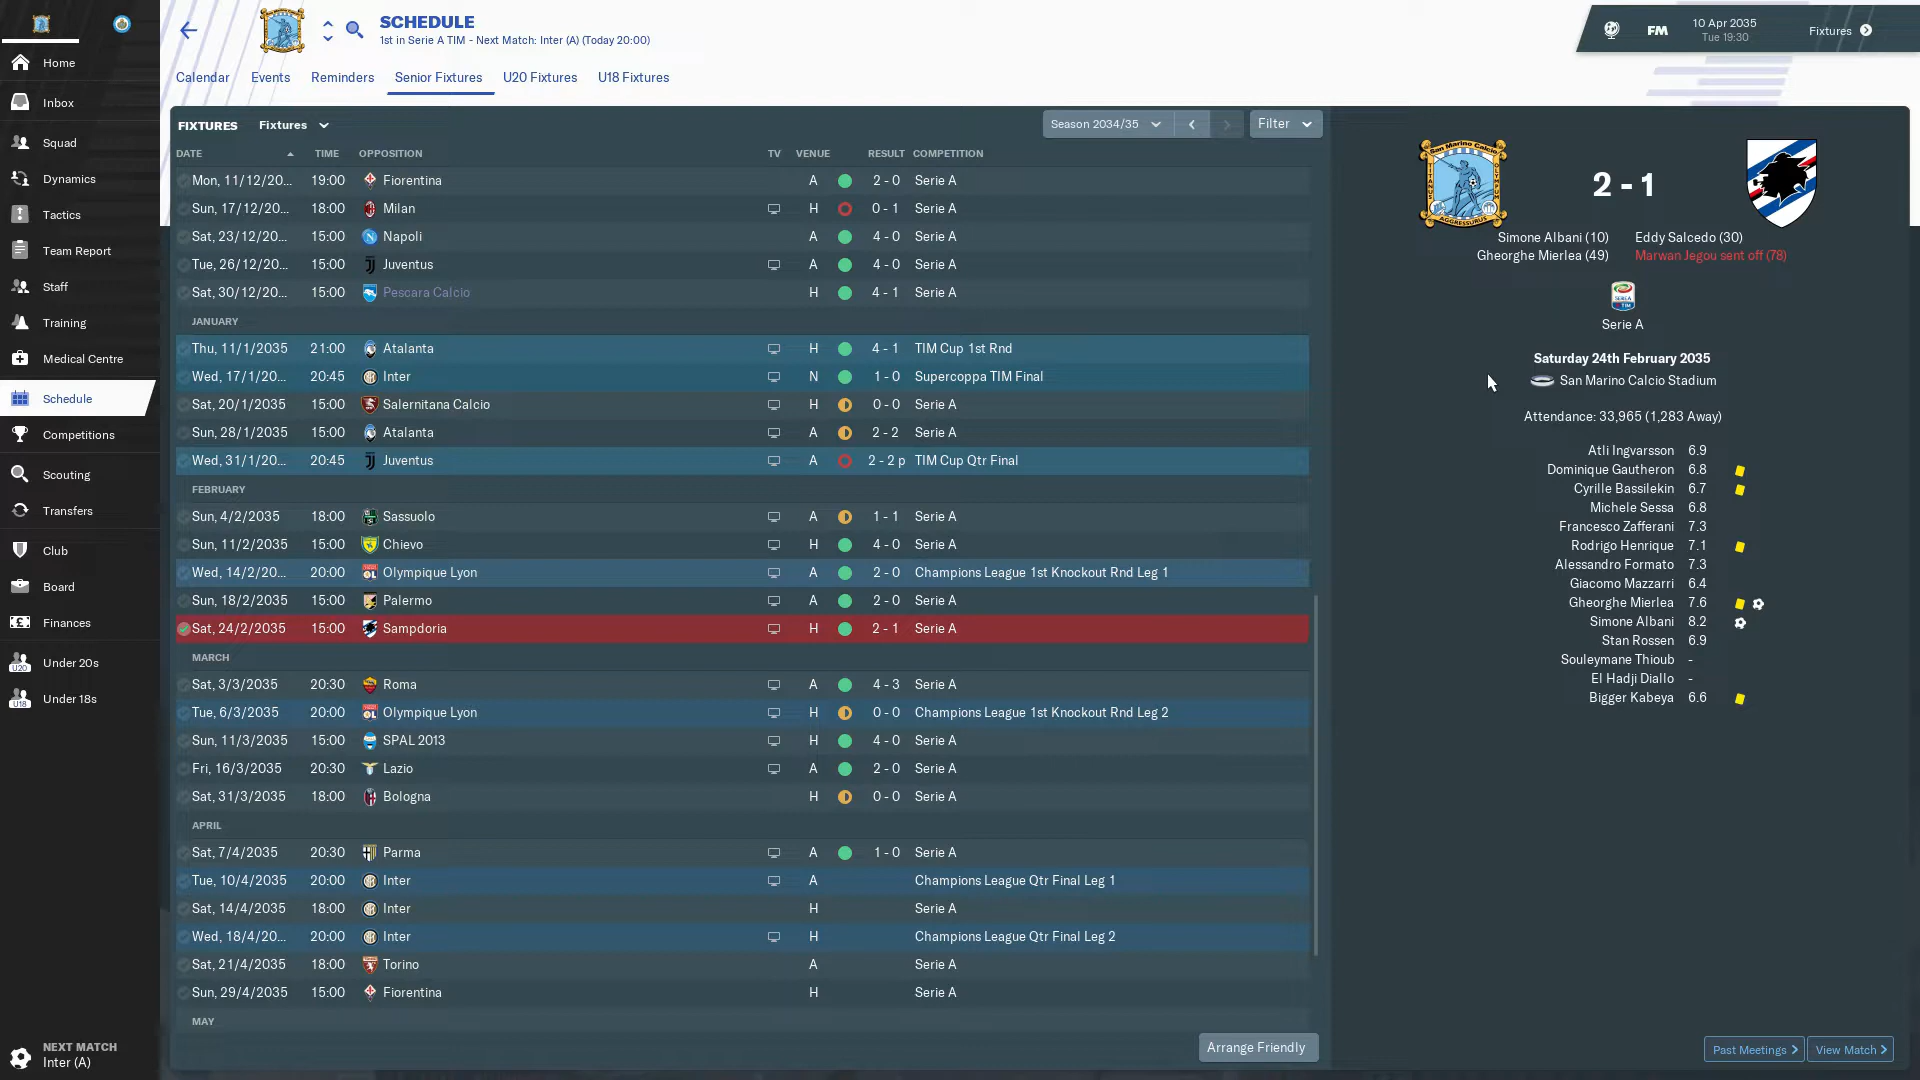 SCHEDULE
1st in Serie A TIM - Next Match: Inter (A) (Today 20:00)
FM
10 Apr 2035
Tue 19:30
Fixtures
Home
Inbox
Squad
Dynamics
Tactics
Team Report
Staff
Training
Medical Centre
Schedule
Competitions
Scouting
Transfers
Club
Board
Finances
U20 Under 20s
U18 Under 18s
NEXT MATCH
Inter (A)
Calendar Events Reminders Senior Fixtures U20 Fixtures U18 Fixtures
FIXTURES Fixtures Season 2034/35 Filter
DATE TIME OPPOSITION TV VENUE RESULT COMPETITION
Mon, 11/12/20... 19:00 Fiorentina A 2 - 0 Serie A
Sun, 17/12/20... 18:00 Milan H 0 - 1 Serie A
Sat, 23/12/20... 15:00 Napoli A 4 - 0 Serie A
Tue, 26/12/20... 15:00 Juventus A 4 - 0 Serie A
Sat, 30/12/20... 15:00 Pescara Calcio H 4 - 1 Serie A
JANUARY
Thu, 11/1/2035 21:00 Atalanta H 4 - 1 TIM Cup 1st Rnd
Wed, 17/1/20... 20:45 Inter N 1 - 0 Supercoppa TIM Final
Sat, 20/1/2035 15:00 Salernitana Calcio H 0 - 0 Serie A
Sun, 28/1/2035 15:00 Atalanta A 2 - 2 Serie A
Wed, 31/1/20... 20:45 Juventus A 2 - 2 p TIM Cup Qtr Final
FEBRUARY
Sun, 4/2/2035 18:00 Sassuolo A 1 - 1 Serie A
Sun, 11/2/2035 15:00 Chievo H 4 - 0 Serie A
Wed, 14/2/20... 20:00 Olympique Lyon A 2 - 0 Champions League 1st Knockout Rnd Leg 1
Sun, 18/2/2035 15:00 Palermo A 2 - 0 Serie A
Sat, 24/2/2035 15:00 Sampdoria H 2 - 1 Serie A
MARCH
Sat, 3/3/2035 20:30 Roma A 4 - 3 Serie A
Tue, 6/3/2035 20:00 Olympique Lyon H 0 - 0 Champions League 1st Knockout Rnd Leg 2
Sun, 11/3/2035 15:00 SPAL 2013 H 4 - 0 Serie A
Fri, 16/3/2035 20:30 Lazio A 2 - 0 Serie A
Sat, 31/3/2035 18:00 Bologna H 0 - 0 Serie A
APRIL
Sat, 7/4/2035 20:30 Parma A 1 - 0 Serie A
Tue, 10/4/2035 20:00 Inter A Champions League Qtr Final Leg 1
Sat, 14/4/2035 18:00 Inter H Serie A
Wed, 18/4/20... 20:00 Inter H Champions League Qtr Final Leg 2
Sat, 21/4/2035 18:00 Torino A Serie A
Sun, 29/4/2035 15:00 Fiorentina H Serie A
MAY
Arrange Friendly
San Marino Calcio
2 - 1
Simone Albani (10) Eddy Salcedo (30)
Gheorghe Mierlea (49) Marwan Jegou sent off (78)
Serie A
Saturday 24th February 2035
San Marino Calcio Stadium
Attendance: 33,965 (1,283 Away)
Atli Ingvarsson 6.9
Dominique Gautheron 6.8
Cyrille Bassilekin 6.7
Michele Sessa 6.8
Francesco Zafferani 7.3
Rodrigo Henrique 7.1
Alessandro Formato 7.3
Giacomo Mazzarri 6.4
Gheorghe Mierlea 7.6
Simone Albani 8.2
Stan Rossen 6.9
Souleymane Thioub -
El Hadji Diallo -
Bigger Kabeya 6.6
Past Meetings View Match